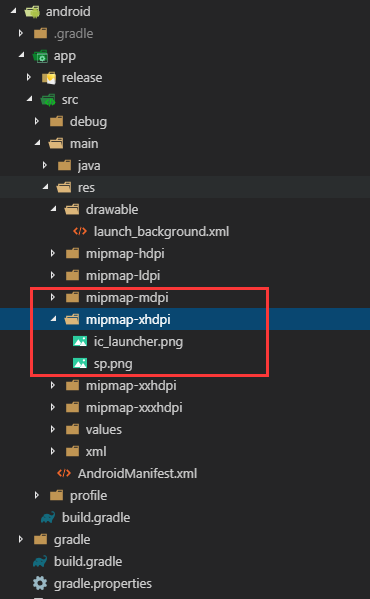 android
.gradle
app
release
src
debug
main
java
res
drawable
launch_background.xml
mipmap-hdpi
mipmap-ldpi
mipmap-mdpi
mipmap-xhdpi
ic_launcher.png
sp.png
mipmap-xxhdpi
mipmap-xxxhdpi
values
xml
AndroidManifest.xml
profile
build.gradle
gradle
build.gradle
gradle.properties